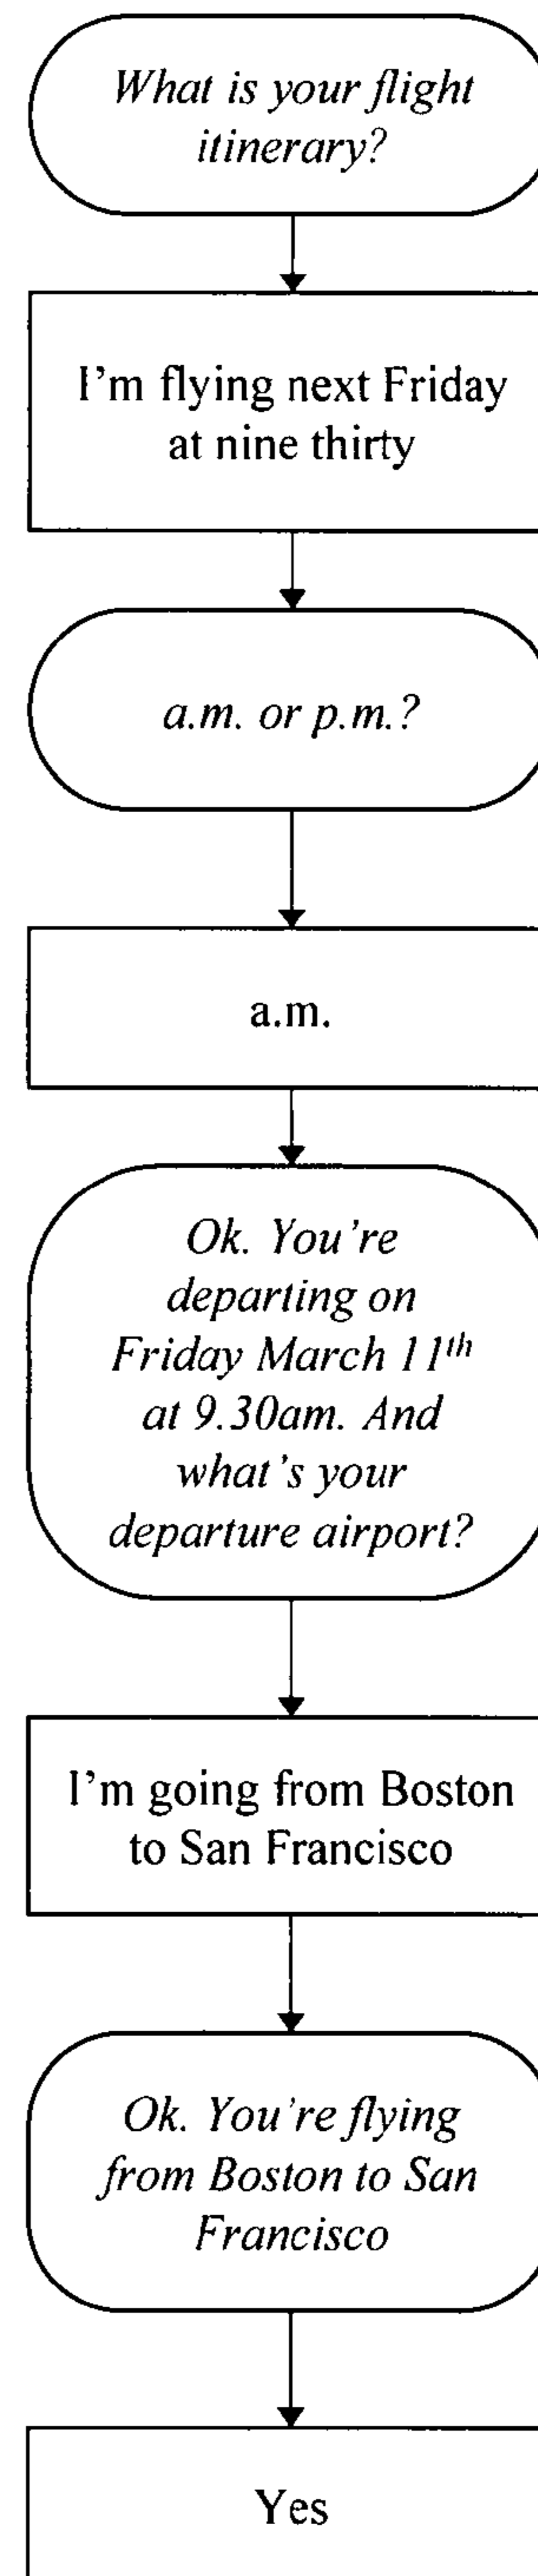 What is your flight
itinerary?
I'm flying next Friday
at nine thirty
a.m. or p.m.?
a.m.
Ok. You're
departing on
Friday March 11th
at 9.30am. And
what's your
departure airport?
I'm going from Boston
to San Francisco
Ok. You're flying
from Boston to San
Francisco
Yes